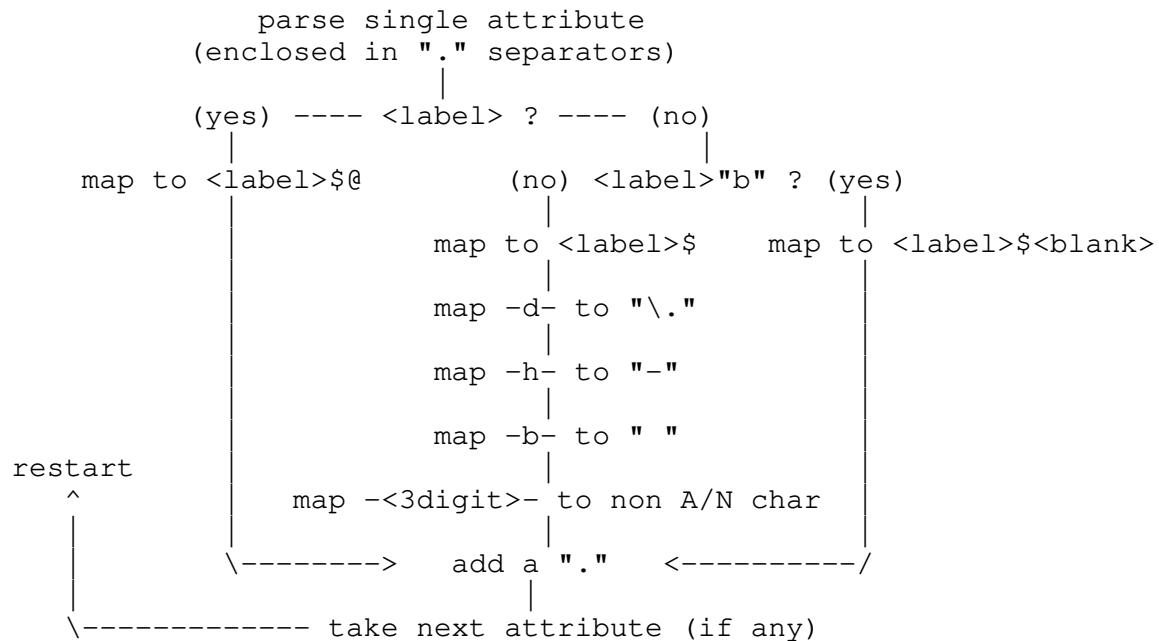 parse single attribute
(enclosed in "." separators)
|
(yes) ---- <label> ? ---- (no)
| |
map to <label>$@ (no) <label>"b" ? (yes)
| | |
| map to <label>$ map to <label>$<blank>
| | |
| map -d- to "\." |
| | |
| map -h- to "-" |
| | |
| map -b- to " " |
restart | | |
^ | map -<3digit>- to non A/N char |
| | | |
| \--------> add a "." <----------/
| |
\------------- take next attribute (if any)